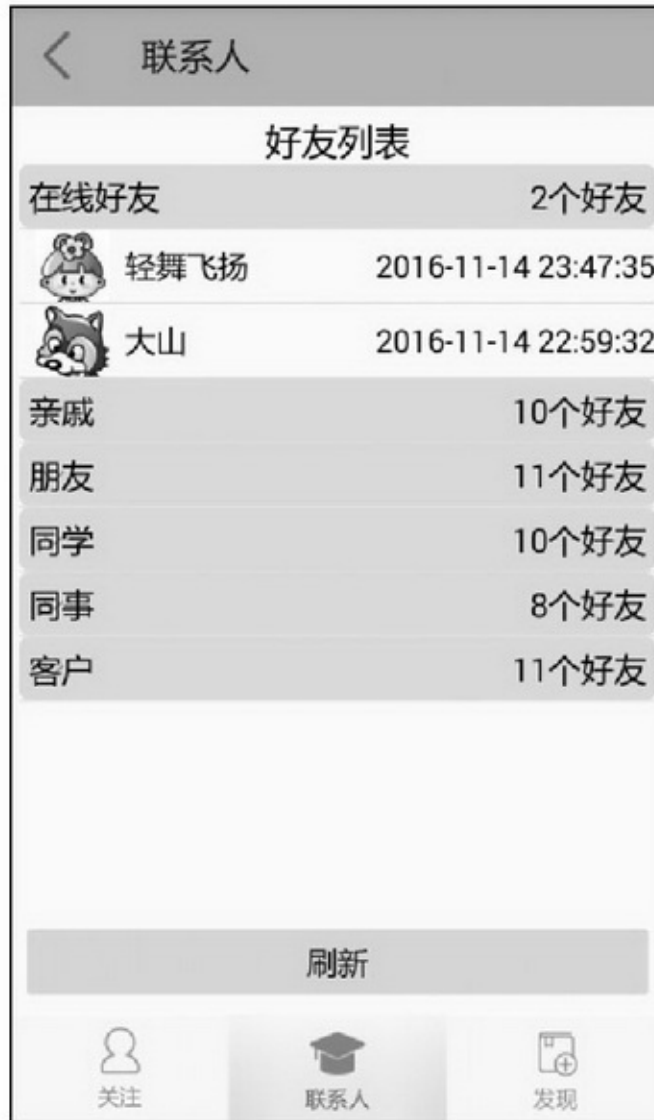 联系人
好友列表
在线好友 2个好友
轻舞飞扬 2016-11-14 23:47:35
大山 2016-11-14 22:59:32
亲戚 10个好友
朋友 11个好友
同学 10个好友
同事 8个好友
客户 11个好友
刷新
关注 联系人 发现